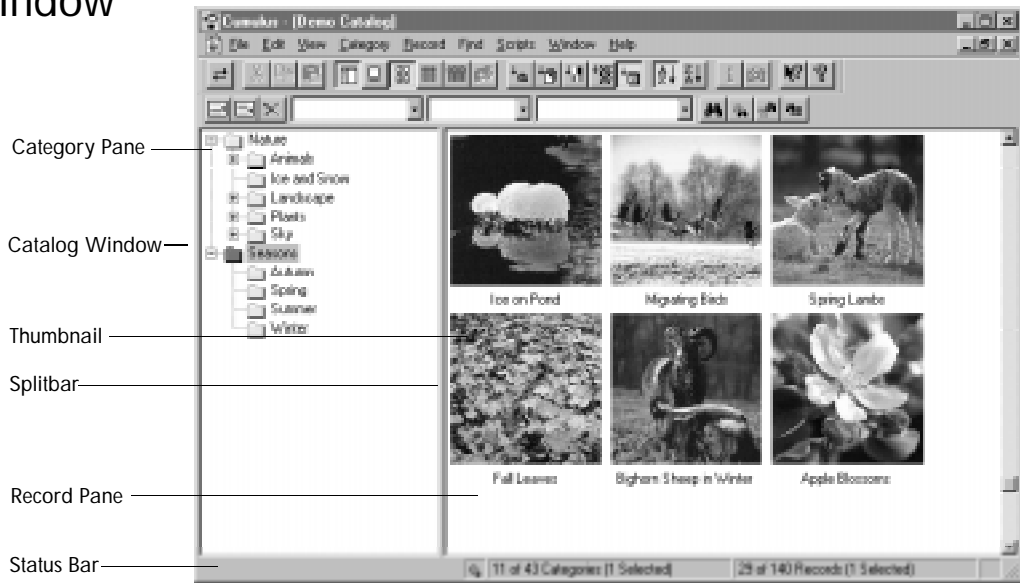 indow
Cumulus - [Demo Catalog]
File Edit View Category Record Find Scripts Window Help
Category Pane
Nature
Animals
Ice and Snow
Landscape
Plants
Sky
Catalog Window
Seasons
Autumn
Spring
Summer
Winter
Ice on Pond Migrating Birds Spring Lambs
Thumbnail
Splitbar
Fall Leaves Bighorn Sheep in Winter Apple Blossoms
Record Pane
Status Bar
11 of 43 Categories (1 Selected) 29 of 140 Records (1 Selected)